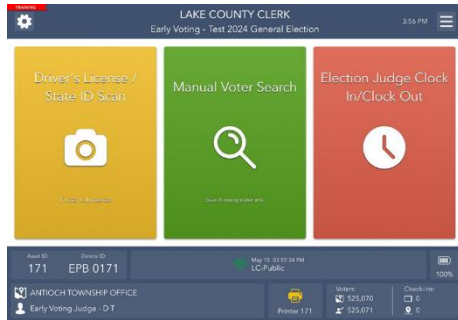 TRAINING
LAKE COUNTY CLERK
Early Voting - Test 2024 General Election
3:56 PM
Driver's License /
State ID Scan
Manual Voter Search
Search using voter info
Election Judge Clock
In/Clock Out
Asset ID
171
Device ID
EPB 0171
May 19, 03:55:34 PM
LC-Public
100%
ANTIOCH TOWNSHIP OFFICE
Early Voting Judge - D T
Printer 171
Voters:
525,070
525,071
Check-ins:
0
0